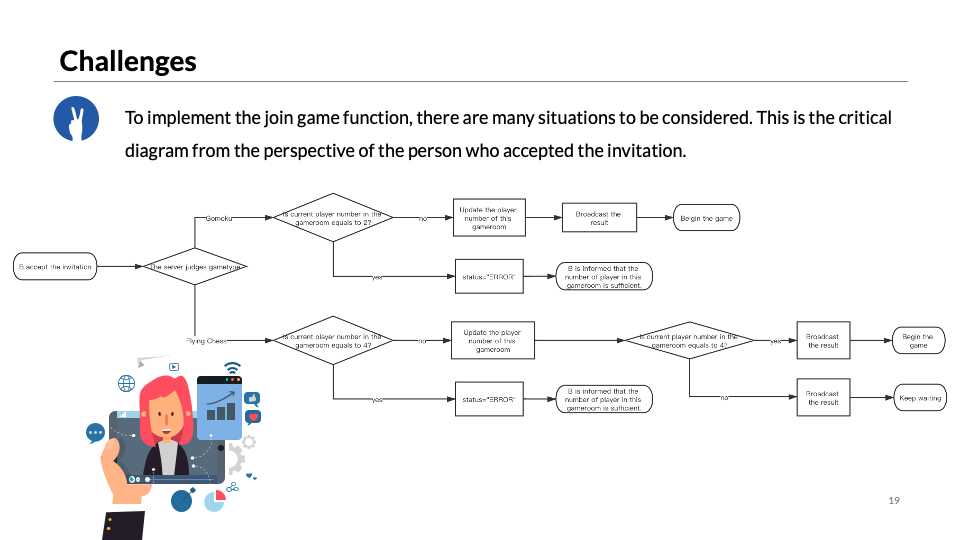 Challenges
To implement the join game function, there are many situations to be considered. This is the critical
diagram from the perspective of the person who accepted the invitation.
B accept the invitation
The server judges gametype
Gomoku
is current player number in the
gameroom equals to 2?
no
Update the player
number of this
gameroom
Broadcast the
result
Beigin the game
yes
status="ERROR"
B is informed that the
number of player in this
gameroom is sufficient.
Flying Chess
is current player number in the
gameroom equals to 4?
no
Update the player
number of this
gameroom
is current player number in the
gameroom equals to 4?
yes
Broadcast
the result
Begin the
game
yes
status="ERROR"
B is informed that the
number of player in this
gameroom is sufficient.
no
Broadcast
the result
Keep waiting
19